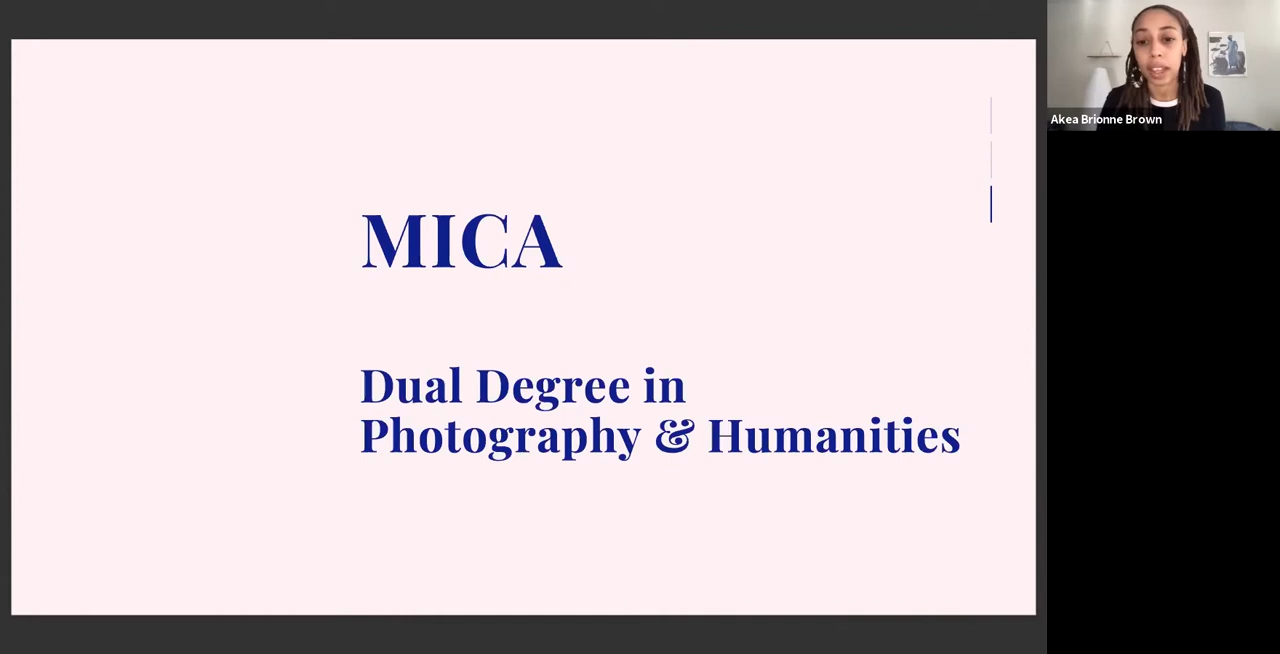 MICA
Dual Degree in
Photography & Humanities
Akea Brionne Brown